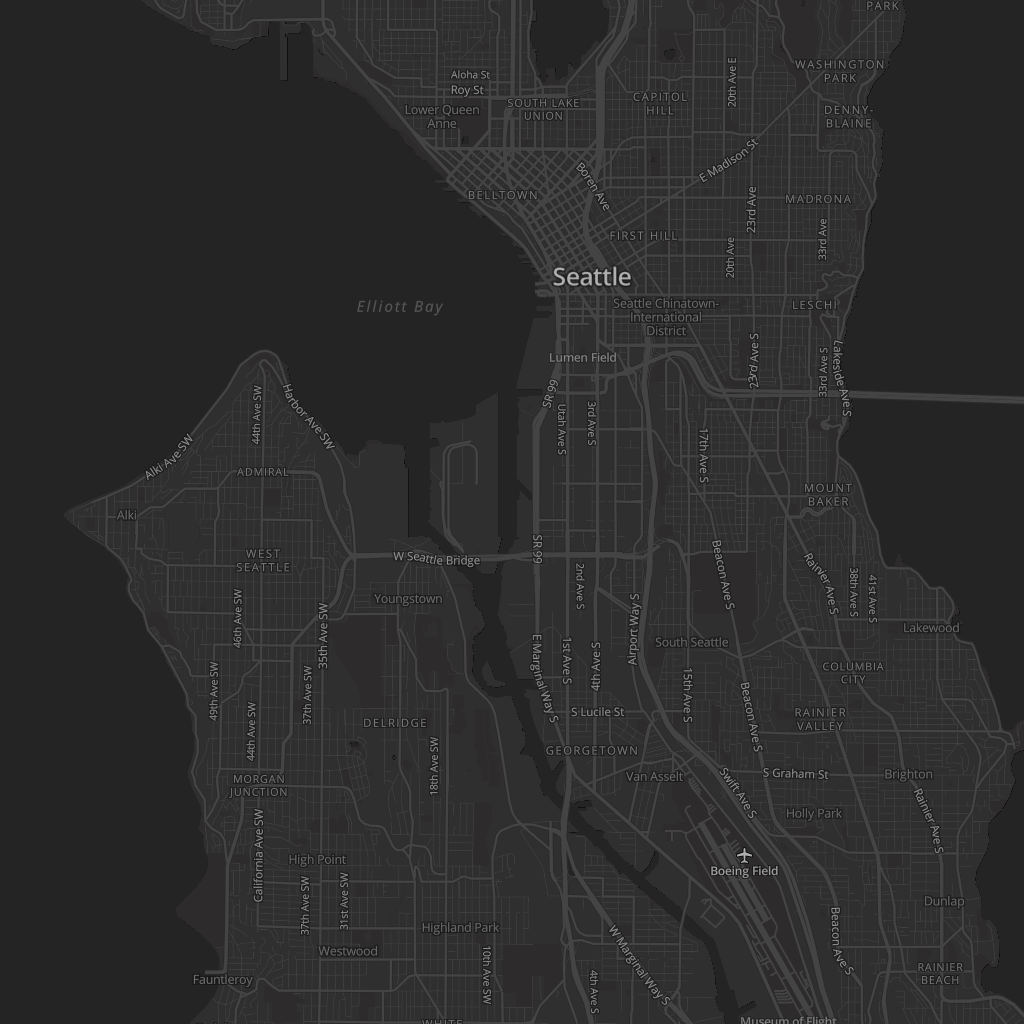 PARK
WASHINGTON
PARK
Aloha St
Roy St
20th Ave E
CAPITOL
HILL
SOUTH LAKE
UNION
Lower Queen
Anne
DENNY-
BLAINE
E Madison St
Boren Ave
BELLTOWN
23rd Ave
MADRONA
FIRST HILL
20th Ave
33rd Ave
Seattle
Elliott Bay
Seattle Chinatown-
International
District
LESCHI
Lumen Field
23rd Ave S
33rd Ave S
Lakeside Ave S
SR 99
44th Ave SW
Harbor Ave SW
Utah Ave S
3rd Ave S
Alki Ave SW
17th Ave S
ADMIRAL
MOUNT
BAKER
Alki
W Seattle Bridge
SR 99
WEST
SEATTLE
Beacon Ave S
Rainier Ave S
2nd Ave S
38th Ave S
41st Ave S
Youngstown
46th Ave SW
35th Ave SW
Airport Way S
Lakewood
South Seattle
E Marginal Way S
1st Ave S
4th Ave S
COLUMBIA
CITY
49th Ave SW
37th Ave SW
15th Ave S
Beacon Ave S
S Lucile St
RAINIER
VALLEY
DELRIDGE
44th Ave SW
GEORGETOWN
18th Ave SW
Van Asselt
S Graham St
Brighton
MORGAN
JUNCTION
Swift Ave S
Holly Park
Rainier Ave S
California Ave SW
High Point
Boeing Field
37th Ave SW
31st Ave SW
Dunlap
Highland Park
Beacon Ave S
Westwood
W Marginal Way S
10th Ave SW
Fauntleroy
4th Ave S
RAINIER
BEACH
Museum of Flight
WHITE